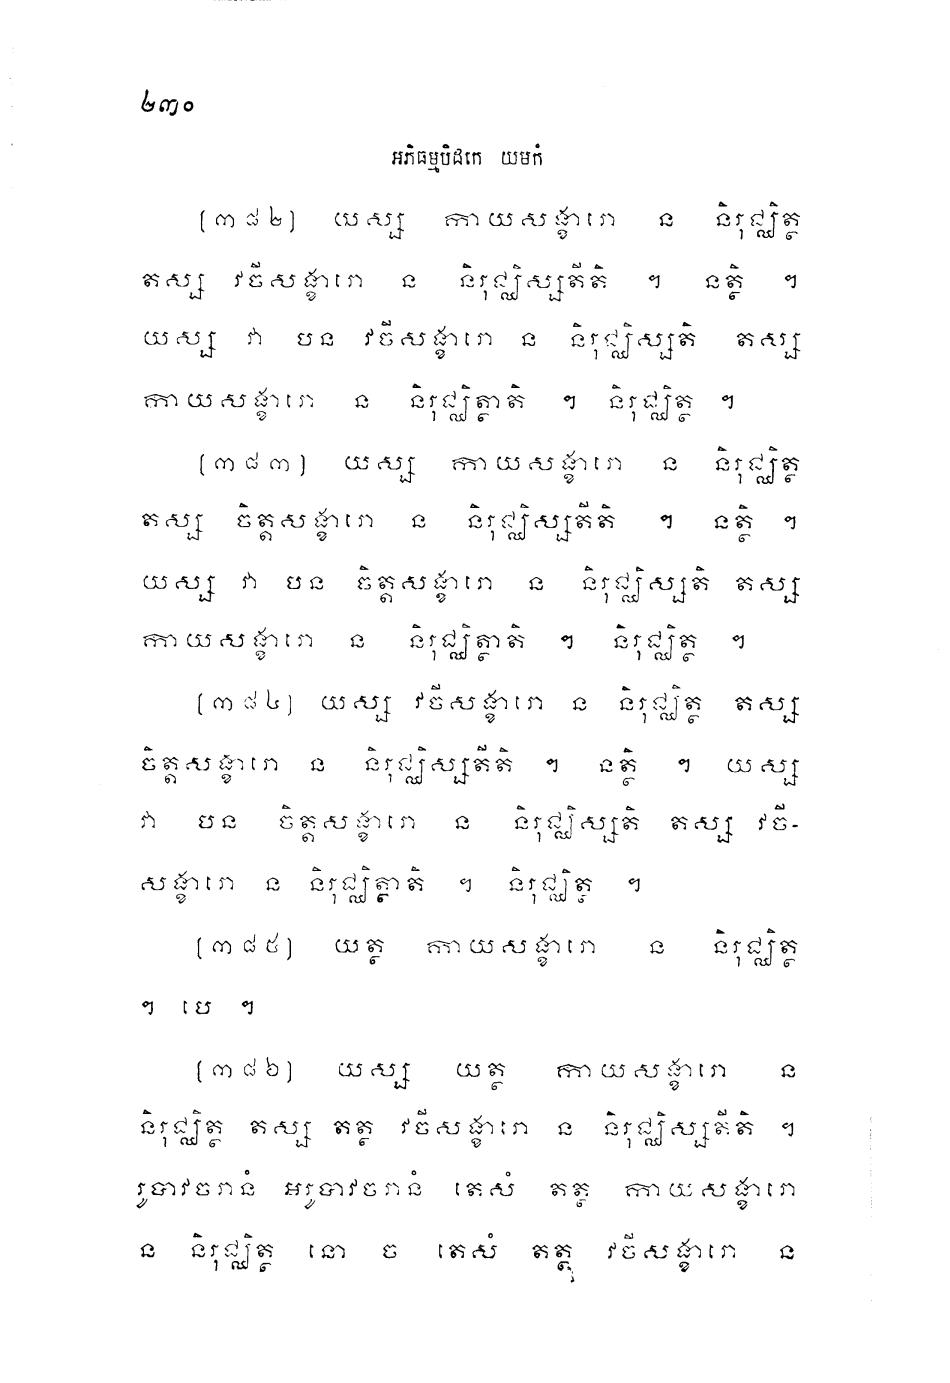 ២៣០
អភិធម្មបិដកេ យមកំ
(៣៨២) យស្ស កាយសង្ខារោ ន និរុជ្ឈិត្ថ
តស្ស វចីសង្ខារោ ន និរុជ្ឈិស្សតីតិ ។ នត្ថិ ។
យស្ស វា បន វចីសង្ខារោ ន និរុជ្ឈិស្សតិ តស្ស
កាយសង្ខារោ ន និរុជ្ឈិត្ថាតិ ។ និរុជ្ឈិត្ថ ។
(៣៨៣) យស្ស កាយសង្ខារោ ន និរុជ្ឈិត្ថ
តស្ស ចិត្តសង្ខារោ ន និរុជ្ឈិស្សតីតិ ។ នត្ថិ ។
យស្ស វា បន ចិត្តសង្ខារោ ន និរុជ្ឈិស្សតិ តស្ស
កាយសង្ខារោ ន និរុជ្ឈិត្ថាតិ ។ និរុជ្ឈិត្ថ ។
(៣៨៤) យស្ស វចីសង្ខារោ ន និរុជ្ឈិត្ថ តស្ស
ចិត្តសង្ខារោ ន និរុជ្ឈិស្សតីតិ ។ នត្ថិ ។ យស្ស
វា បន ចិត្តសង្ខារោ ន និរុជ្ឈិស្សតិ តស្ស វចី-
សង្ខារោ ន និរុជ្ឈិត្ថាតិ ។ និរុជ្ឈិត្ថ ។
(៣៨៥) យត្ថ កាយសង្ខារោ ន និរុជ្ឈិត្ថ
។ បេ ។
(៣៨៦) យស្ស យត្ថ កាយសង្ខារោ ន
និរុជ្ឈិត្ថ តស្ស តត្ថ វចីសង្ខារោ ន និរុជ្ឈិស្សតីតិ ។
រូបាវចរានំ អរូបាវចរានំ តេសំ តត្ថ កាយសង្ខារោ
ន និរុជ្ឈិត្ថ នោ ច តេសំ តត្ថ វចីសង្ខារោ ន